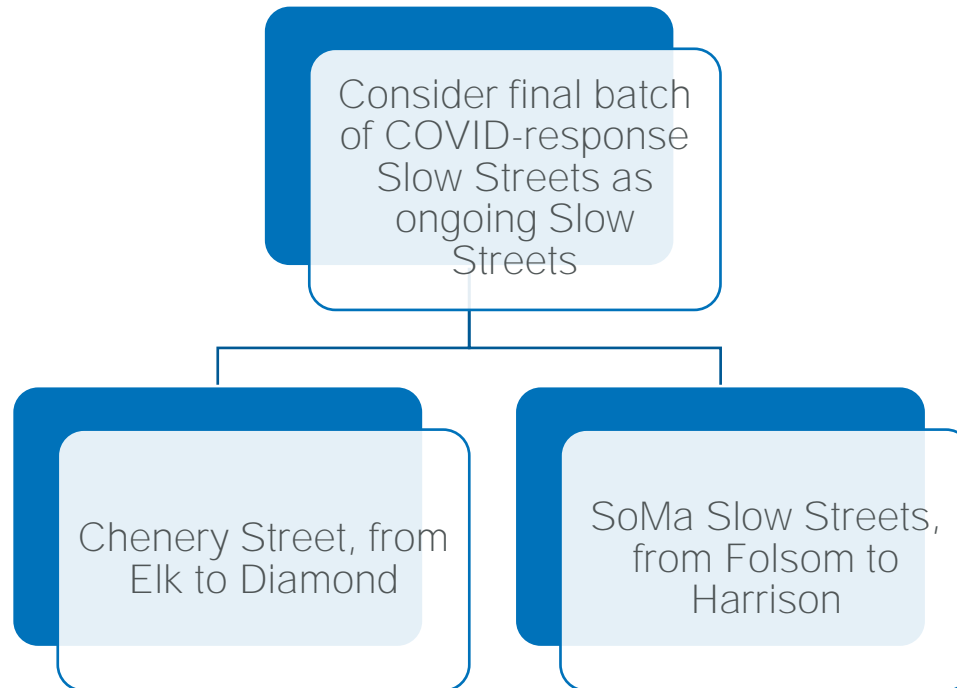 Consider final batch
of COVID-response
Slow Streets as
ongoing Slow
Streets
Chenery Street, from
Elk to Diamond
SoMa Slow Streets,
from Folsom to
Harrison